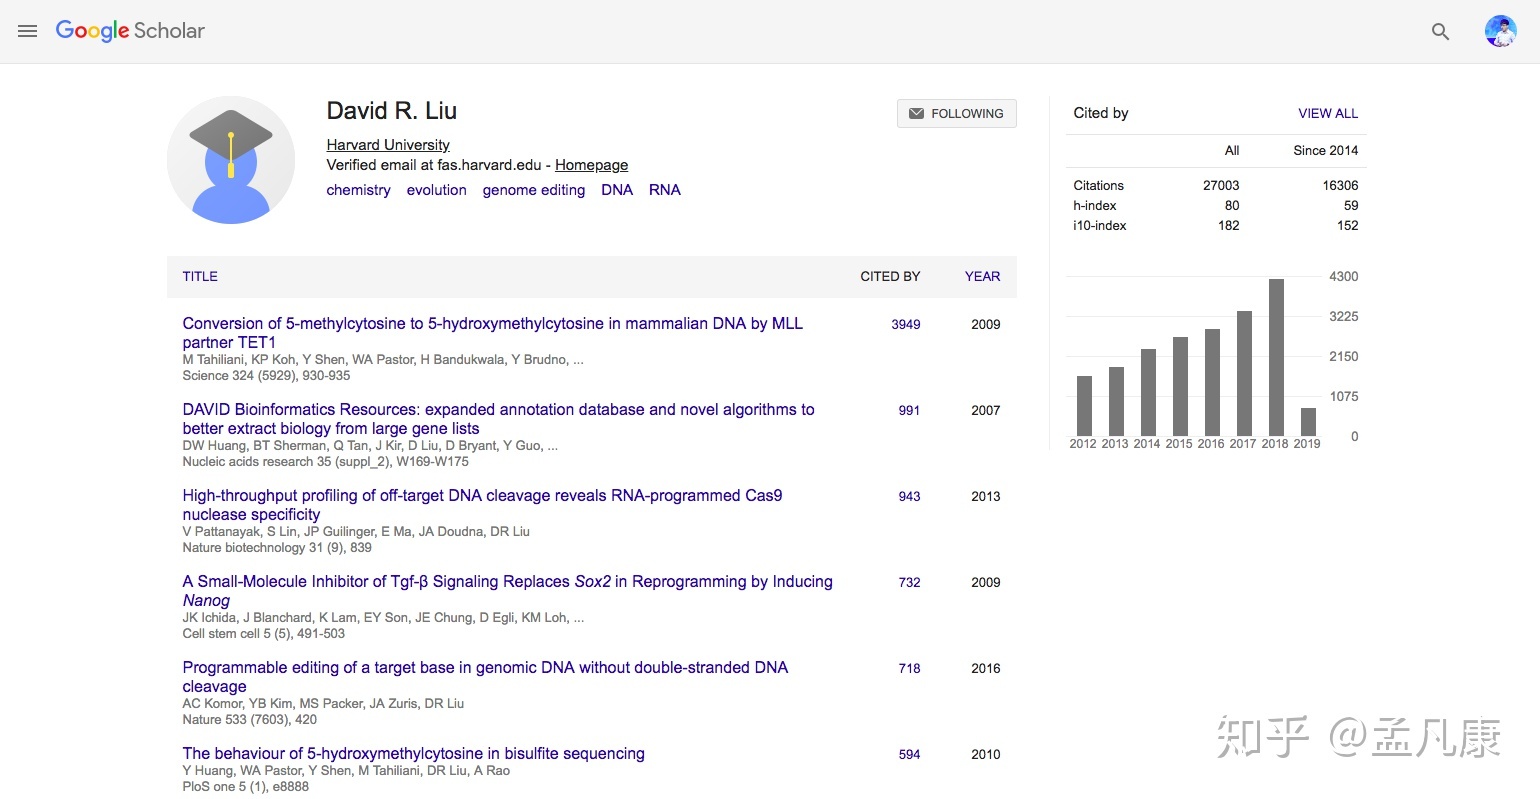 Google Scholar
David R. Liu
FOLLOWING
Harvard University
Verified email at fas.harvard.edu - Homepage
chemistry evolution genome editing DNA RNA
TITLE CITED BY YEAR
Conversion of 5-methylcytosine to 5-hydroxymethylcytosine in mammalian DNA by MLL 3949 2009
partner TET1
M Tahiliani, KP Koh, Y Shen, WA Pastor, H Bandukwala, Y Brudno, ...
Science 324 (5929), 930-935
DAVID Bioinformatics Resources: expanded annotation database and novel algorithms to 991 2007
better extract biology from large gene lists
DW Huang, BT Sherman, Q Tan, J Kir, D Liu, D Bryant, Y Guo, ...
Nucleic acids research 35 (suppl_2), W169-W175
High-throughput profiling of off-target DNA cleavage reveals RNA-programmed Cas9 943 2013
nuclease specificity
V Pattanayak, S Lin, JP Guilinger, E Ma, JA Doudna, DR Liu
Nature biotechnology 31 (9), 839
A Small-Molecule Inhibitor of Tgf-β Signaling Replaces Sox2 in Reprogramming by Inducing 732 2009
Nanog
JK Ichida, J Blanchard, K Lam, EY Son, JE Chung, D Egli, KM Loh, ...
Cell stem cell 5 (5), 491-503
Programmable editing of a target base in genomic DNA without double-stranded DNA 718 2016
cleavage
AC Komor, YB Kim, MS Packer, JA Zuris, DR Liu
Nature 533 (7603), 420
The behaviour of 5-hydroxymethylcytosine in bisulfite sequencing 594 2010
Y Huang, WA Pastor, Y Shen, M Tahiliani, DR Liu, A Rao
PloS one 5 (1), e8888
Cited by VIEW ALL
All Since 2014
Citations 27003 16306
h-index 80 59
i10-index 182 152
4300
3225
2150
1075
0
2012 2013 2014 2015 2016 2017 2018 2019
知乎 @孟凡康